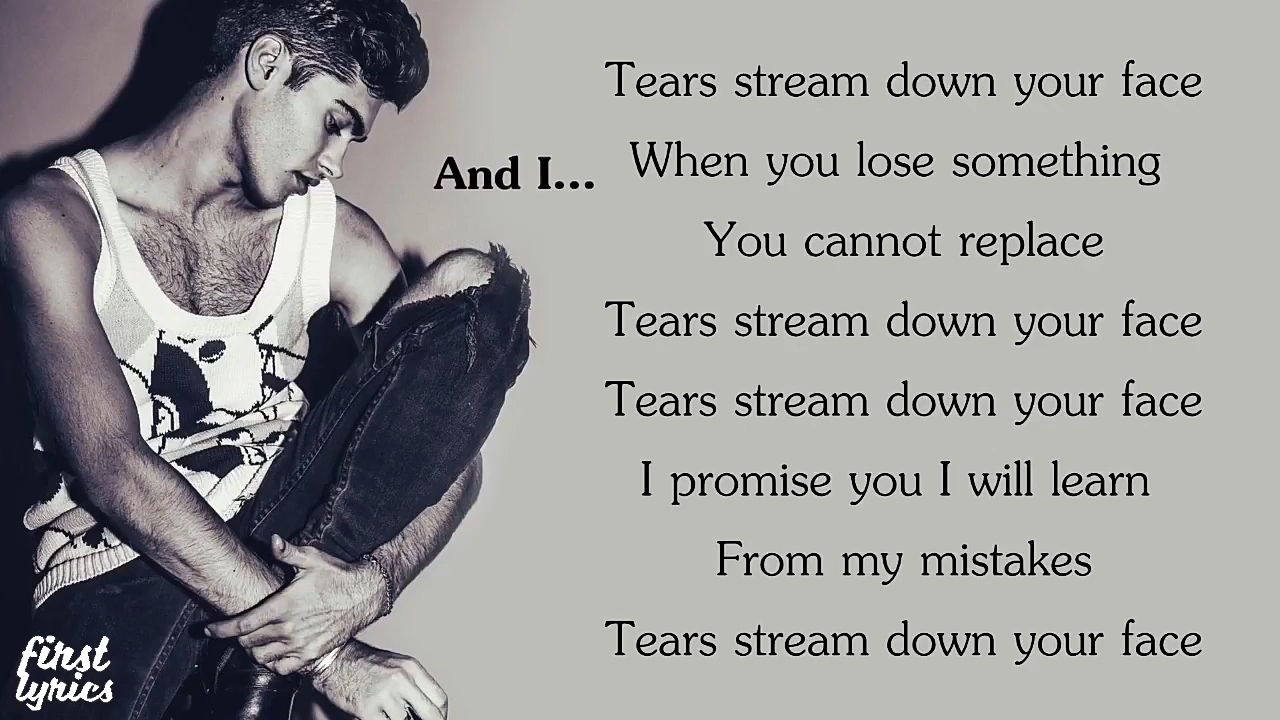 Tears stream down your face
And I...
When you lose something
You cannot replace
Tears stream down your face
Tears stream down your face
I promise you I will learn
From my mistakes
Tears stream down your face
first
lyrics